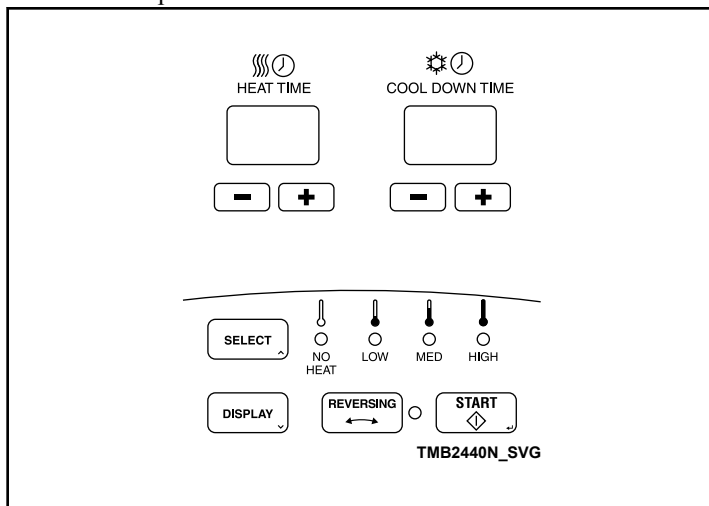 HEAT TIME
COOL DOWN TIME
SELECT
NO HEAT
LOW
MED
HIGH
DISPLAY
REVERSING
START
TMB2440N_SVG